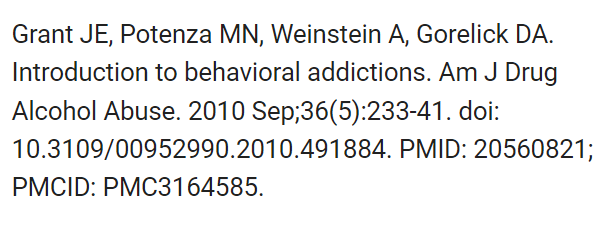 Grant JE, Potenza MN, Weinstein A, Gorelick DA.
Introduction to behavioral addictions. Am J Drug
Alcohol Abuse. 2010 Sep;36(5):233-41. doi:
10.3109/00952990.2010.491884. PMID: 20560821;
PMCID: PMC3164585.